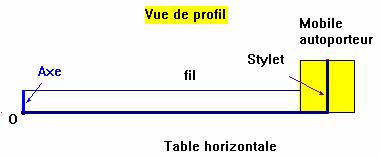 Vue de profil
Mobile
autoporteur
Stylet
Axe
fil
O
Table horizontale